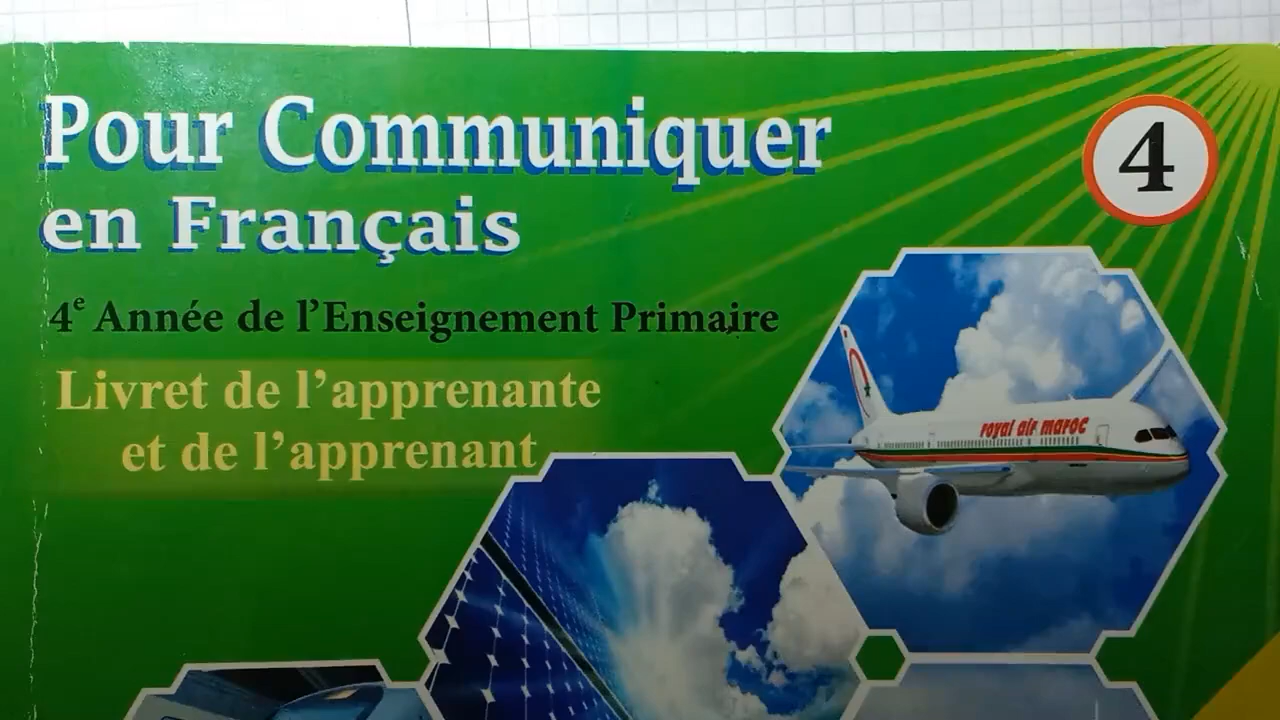 Pour Communiquer
en Français
4
4e Année de l'Enseignement Primaire
Livret de l'apprenante
et de l'apprenant
royal air maroc